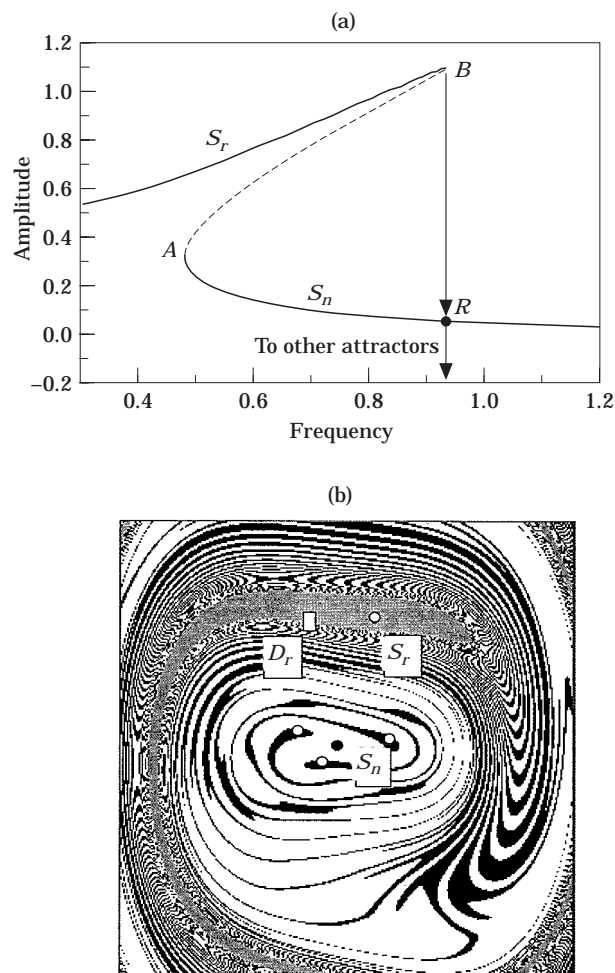 (a)
1.2
1.0
0.8
0.6
0.4
0.2
0.0
−0.2
Amplitude
S_r
B
A
S_n
R
To other attractors
0.4
0.6
0.8
1.0
1.2
Frequency
(b)
D_r
S_r
S_n